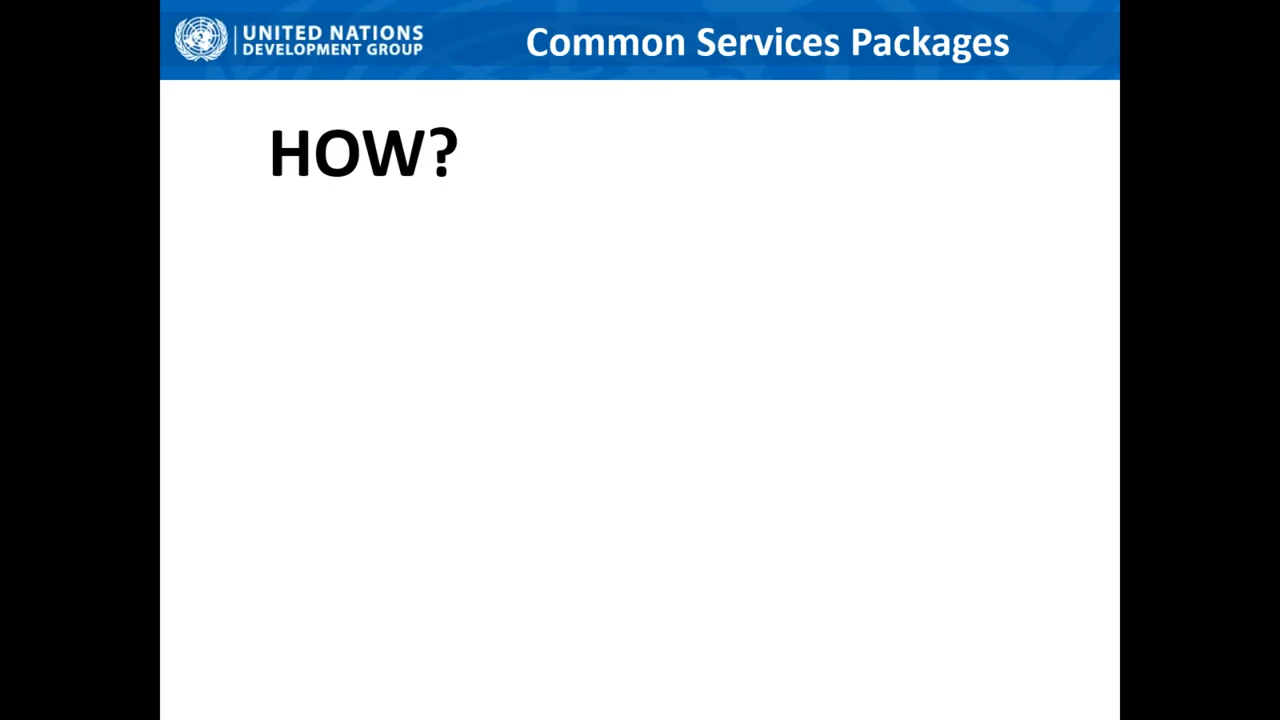 UNITED NATIONS
DEVELOPMENT GROUP
Common Services Packages
HOW?